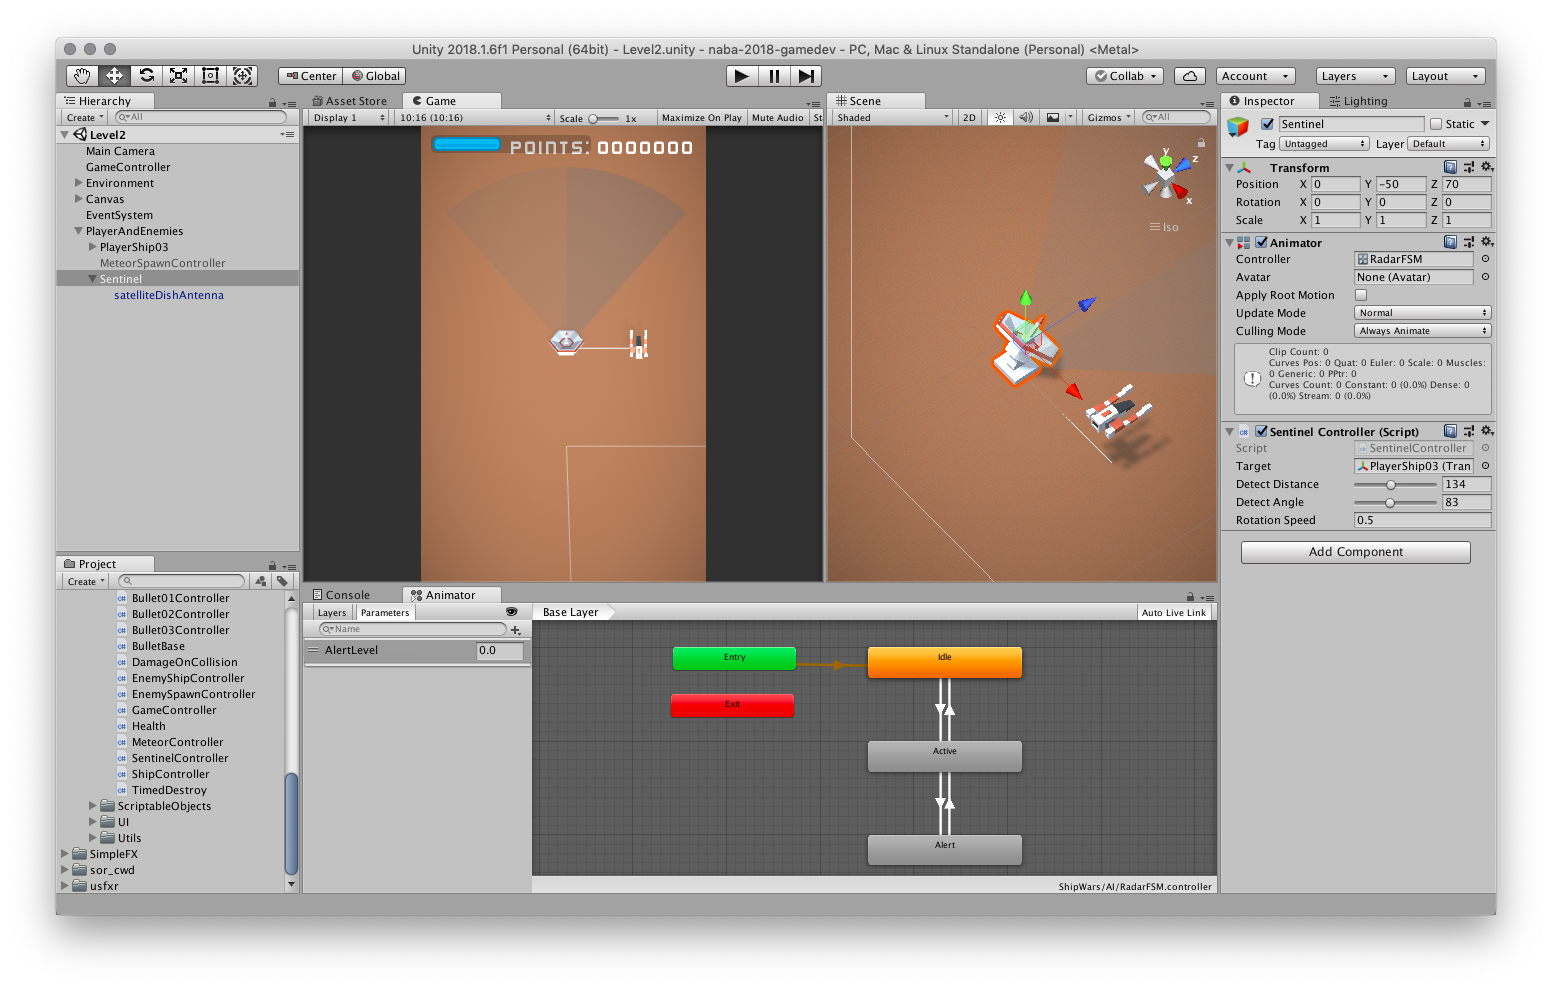 Unity 2018.1.6f1 Personal (64bit) - Level2.unity - naba-2018-gamedev - PC, Mac & Linux Standalone (Personal) <Metal>
Center Global Collab Account Layers Layout
Hierarchy
Create All
Level2
Main Camera
GameController
Environment
Canvas
EventSystem
PlayerAndEnemies
PlayerShip03
MeteorSpawnController
Sentinel
satelliteDishAntenna
Project
Create
Bullet01Controller
Bullet02Controller
Bullet03Controller
BulletBase
DamageOnCollision
EnemyShipController
EnemySpawnController
GameController
Health
MeteorController
SentinelController
ShipController
TimedDestroy
ScriptableObjects
UI
Utils
SimpleFX
sor_cwd
usfxr
Asset Store Game
Display 1 10:16 (10:16) Scale 1x Maximize On Play Mute Audio St
POINTS: 0000000
Scene
Shaded 2D Gizmos All
y
z
x
Iso
Console Animator
Layers Parameters
Name
AlertLevel 0.0
Base Layer Auto Live Link
Entry
Idle
Exit
Active
Alert
ShipWars/AI/RadarFSM.controller
Inspector Lighting
Sentinel Static
Tag Untagged Layer Default
Transform
Position X 0 Y -50 Z 70
Rotation X 0 Y 0 Z 0
Scale X 1 Y 1 Z 1
Animator
Controller RadarFSM
Avatar None (Avatar)
Apply Root Motion
Update Mode Normal
Culling Mode Always Animate
Clip Count: 0
Curves Pos: 0 Quat: 0 Euler: 0 Scale: 0 Muscles:
0 Generic: 0 PPtr: 0
Curves Count: 0 Constant: 0 (0.0%) Dense: 0
(0.0%) Stream: 0 (0.0%)
Sentinel Controller (Script)
Script SentinelController
Target PlayerShip03 (Tran
Detect Distance 134
Detect Angle 83
Rotation Speed 0.5
Add Component